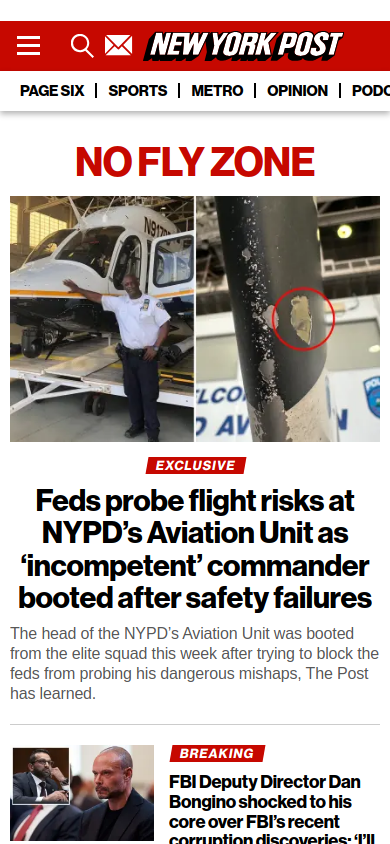 NEW YORK POST
PAGE SIX
SPORTS
METRO
OPINION
NO FLY ZONE
EXCLUSIVE
Feds probe flight risks at
NYPD’s Aviation Unit as
‘incompetent’ commander
booted after safety failures
The head of the NYPD’s Aviation Unit was booted
from the elite squad this week after trying to block the
feds from probing his dangerous mishaps, The Post
has learned.
BREAKING
FBI Deputy Director Dan
Bongino shocked to his
core over FBI’s recent
corruption discoveries: ‘I’ll